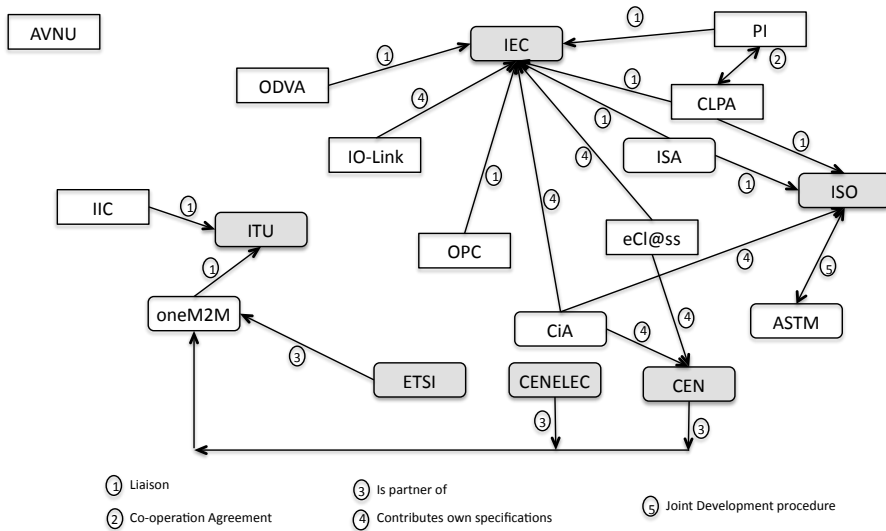 AVNU
1
PI
IEC
1
2
ODVA
4
1
CLPA
IO-Link
1
4
1
ISA
1
ISO
IIC
1
1
ITU
4
OPC
eCl@ss
1
4
5
oneM2M
CiA
4
4
ASTM
3
ETSI
CENELEC
CEN
3
3
1 Liaison
3 Is partner of
2 Co-operation Agreement
4 Contributes own specifications
5 Joint Development procedure